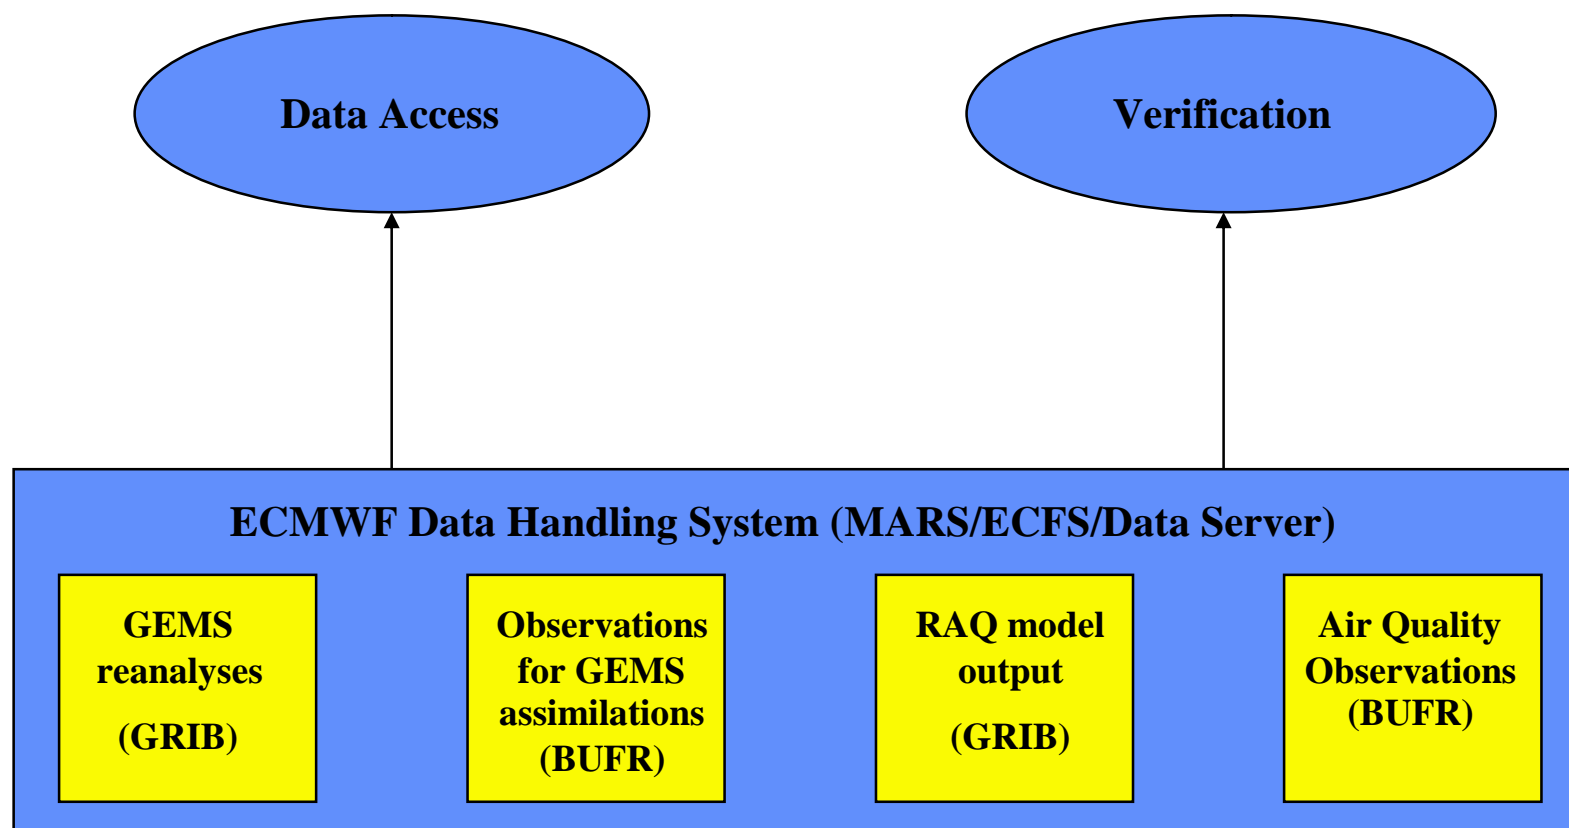 Data Access
Verification
ECMWF Data Handling System (MARS/ECFS/Data Server)
GEMS
reanalyses
(GRIB)
Observations
for GEMS
assimilations
(BUFR)
RAQ model
output
(GRIB)
Air Quality
Observations
(BUFR)